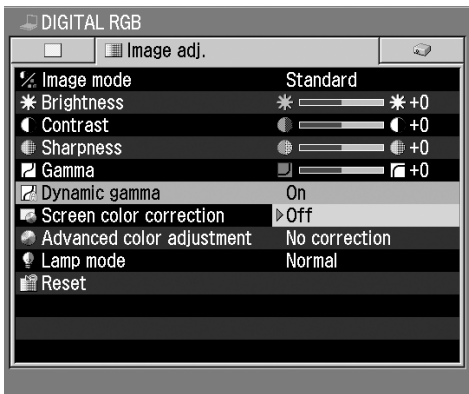 DIGITAL RGB
Image adj.
Image mode Standard
Brightness +0
Contrast +0
Sharpness +0
Gamma +0
Dynamic gamma On
Screen color correction Off
Advanced color adjustment No correction
Lamp mode Normal
Reset